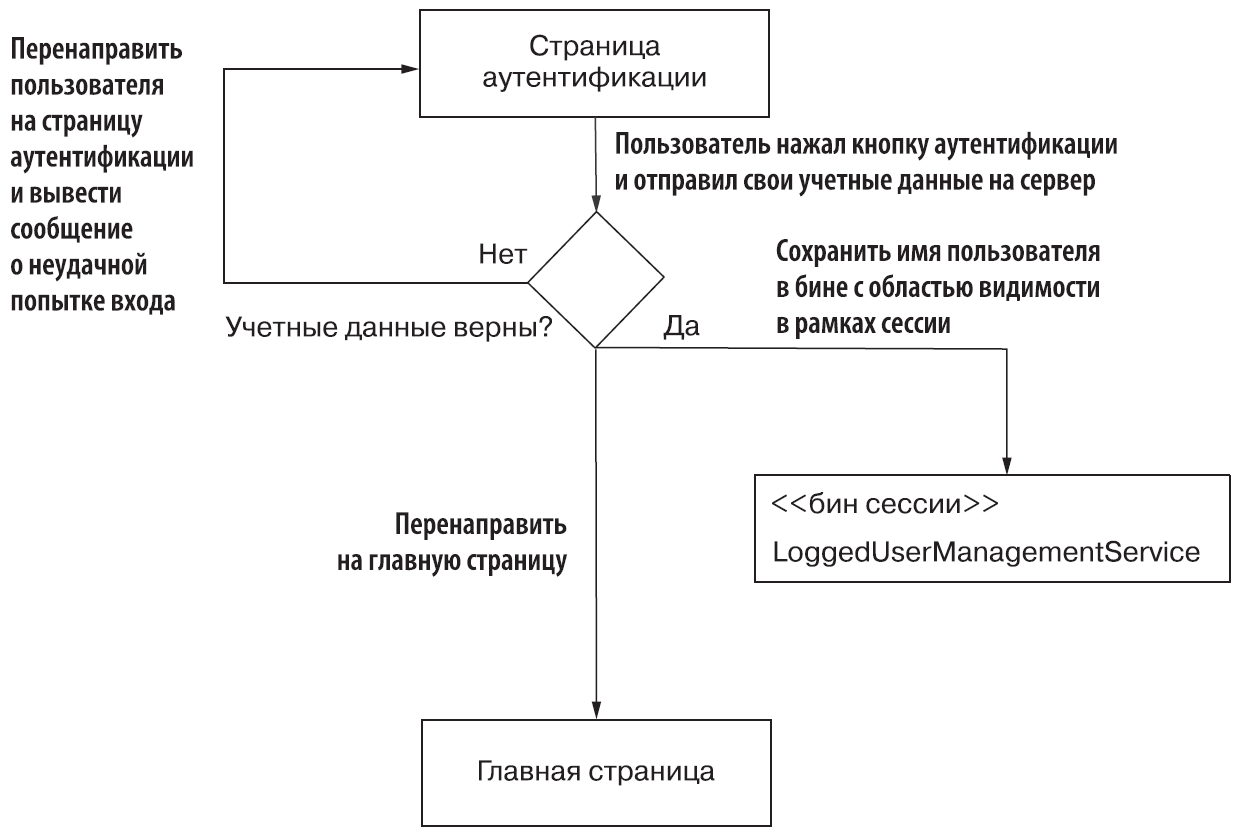 Перенаправить
пользователя
на страницу
аутентификации
и вывести
сообщение
о неудачной
попытке входа
Страница
аутентификации
Пользователь нажал кнопку аутентификации
и отправил свои учетные данные на сервер
Нет
Учетные данные верны?
Да
Сохранить имя пользователя
в бине с областью видимости
в рамках сессии
<<бин сессии>>
LoggedUserManagementService
Перенаправить
на главную страницу
Главная страница